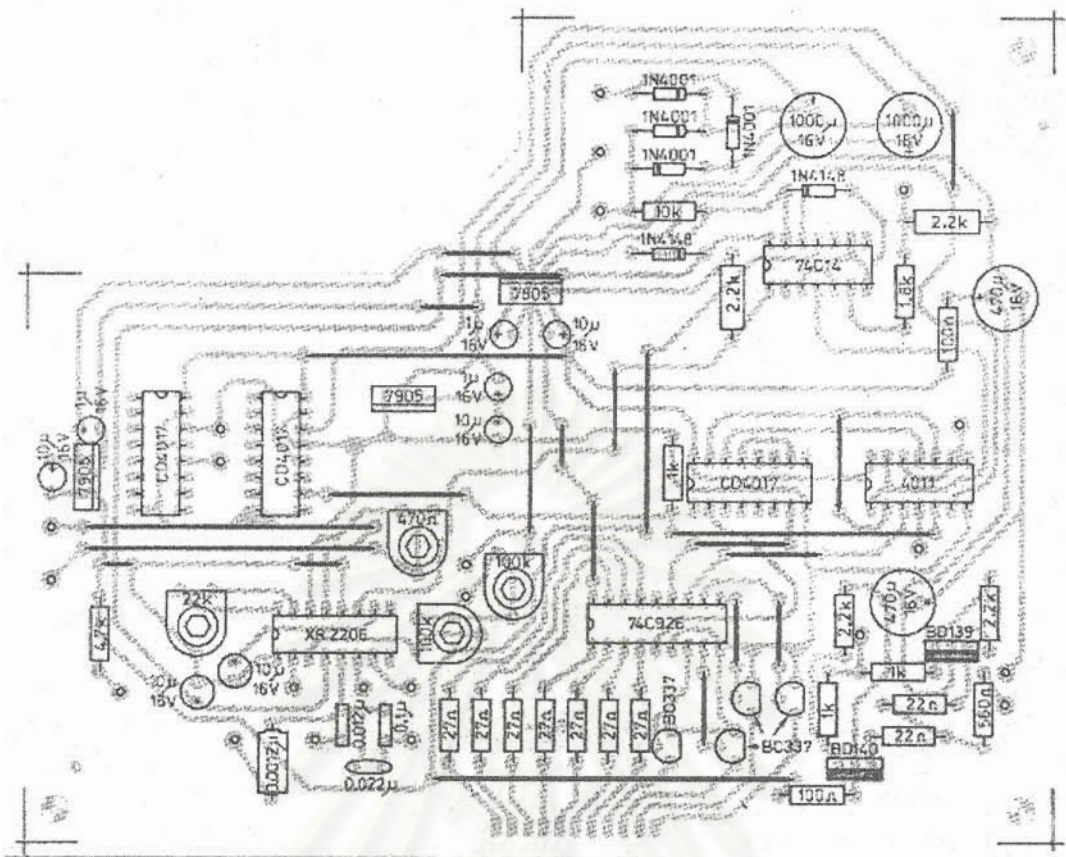 1N4001
1N4001
1N4001
1N4001
1000µ
16V
1000µ
16V
1N4148
10k
2.2k
1N4148
74C14
2.2k
1.8k
470µ
16V
100n
7805
1µ
16V
10µ
16V
1µ
16V
7905
10µ
16V
1µ
16V
10µ
16V
7905
CD4017
CD4017
1k
CD4017
4011
470Ω
100k
22k
XR 2206
100k
74C926
2.2k
470µ
16V
2.2k
BD139
4.7k
10µ
16V
10µ
16V
1k
0.012µ
0.1µ
0.0012µ
0.022µ
27Ω
27Ω
27Ω
27Ω
27Ω
27Ω
BC337
BC337
1k
22Ω
22Ω
560Ω
BD140
100Ω